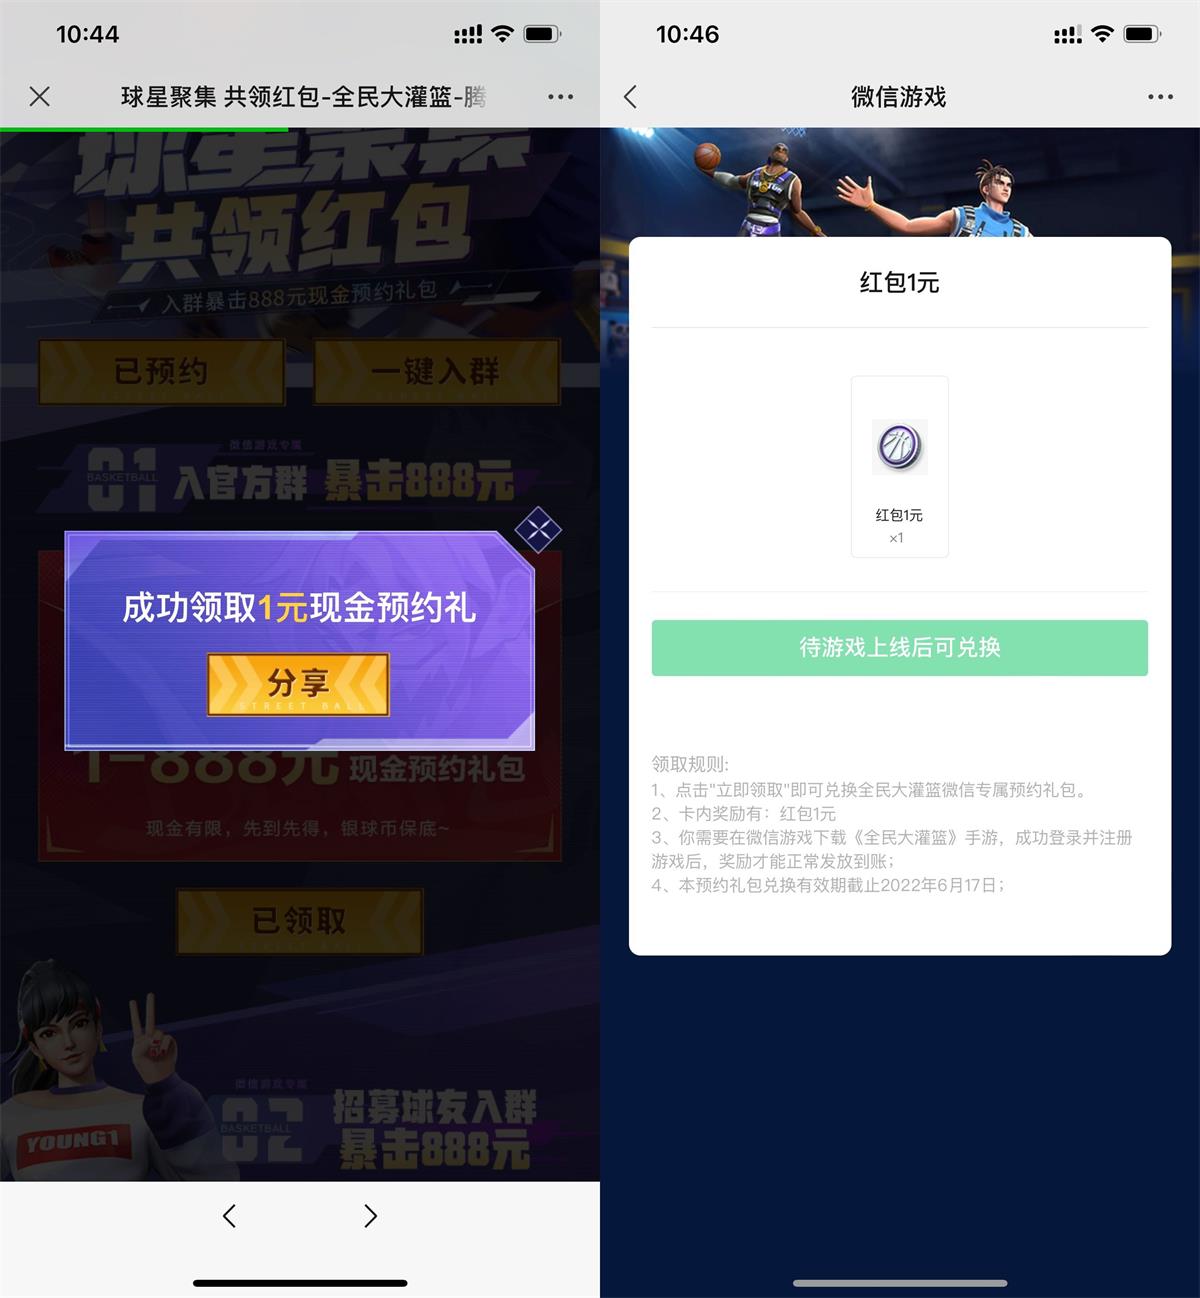 10:44
球星聚集 共领红包-全民大灌篮-腾
球星聚集
共领红包
入群暴击888元现金预约礼包
已预约
一键入群
微信游戏专属
01
BASKETBALL
入官方群 暴击888元
成功领取1元现金预约礼
分享
STREET BALL
1-888元现金预约礼包
现金有限，先到先得，银球币保底~
已领取
微信游戏专属
02
BASKETBALL
招募球友入群
暴击888元
YOUNG1
10:46
微信游戏
红包1元
红包1元
×1
待游戏上线后可兑换
领取规则:
1、点击"立即领取"即可兑换全民大灌篮微信专属预约礼包。
2、卡内奖励有：红包1元
3、你需要在微信游戏下载《全民大灌篮》手游，成功登录并注册
游戏后，奖励才能正常发放到账；
4、本预约礼包兑换有效期截止2022年6月17日；